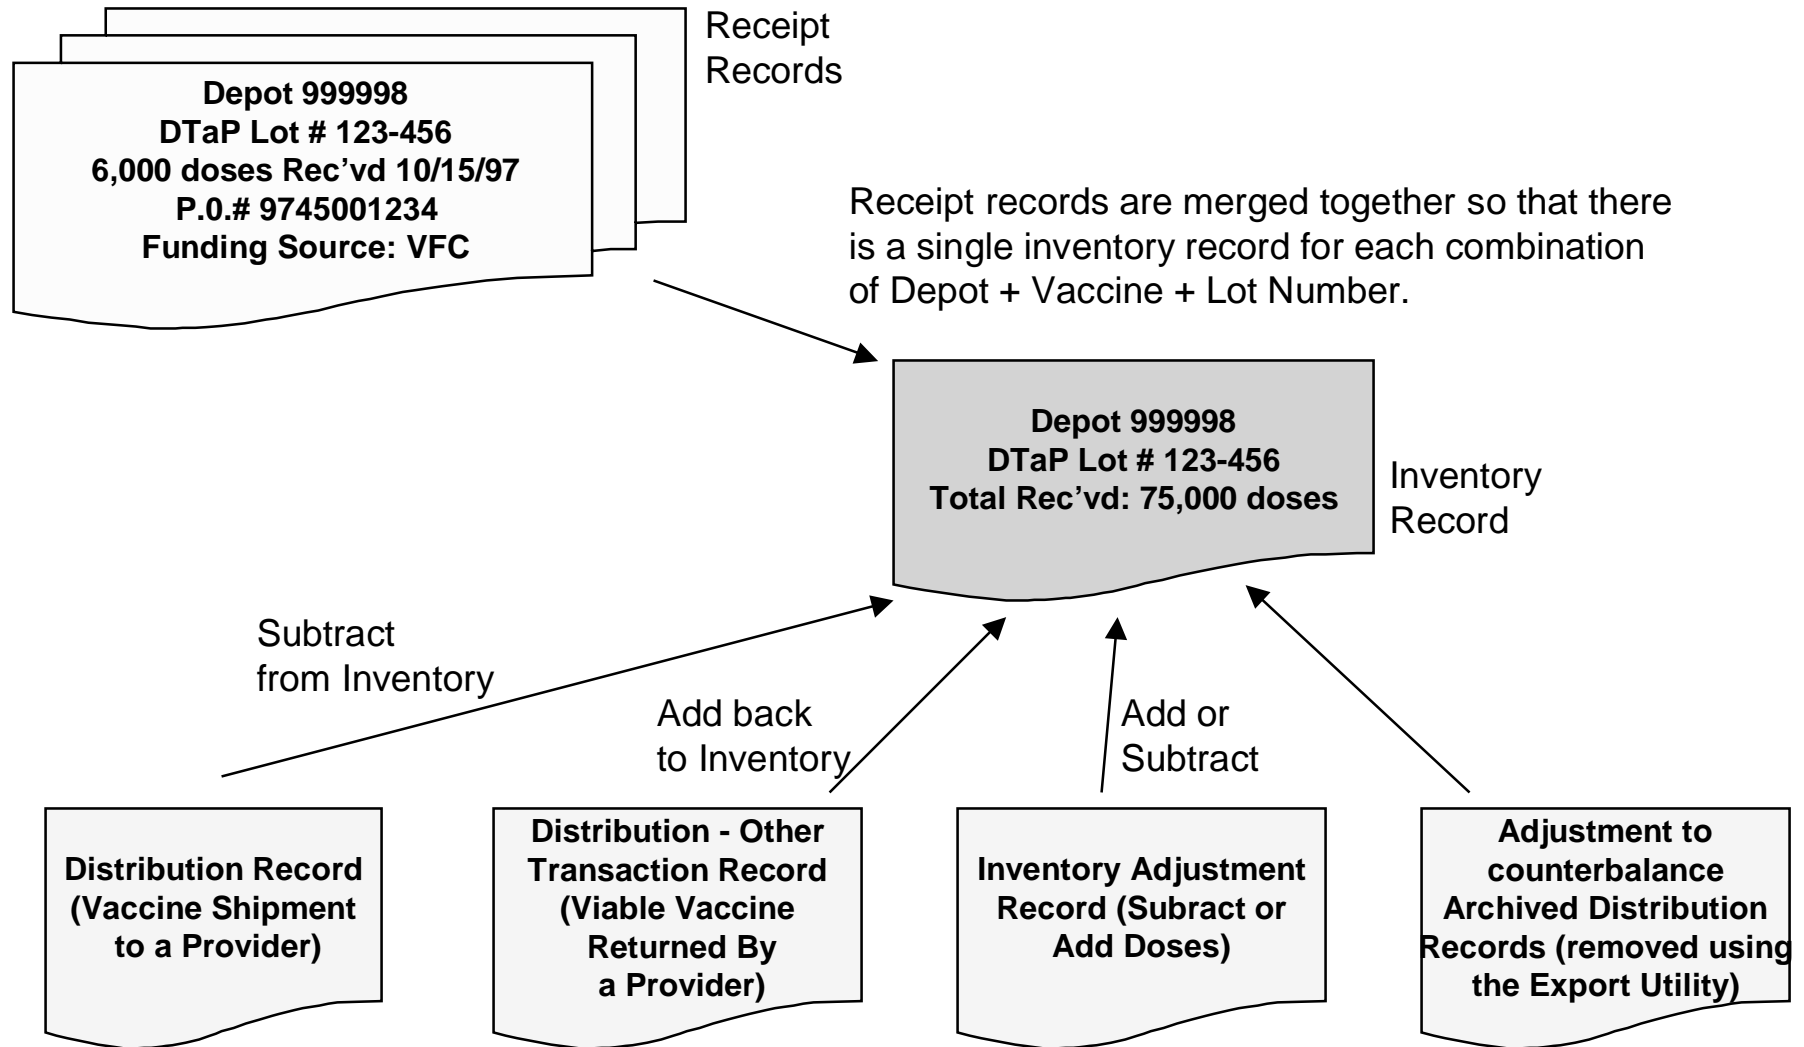 Receipt
Records
Depot 999998
DTaP Lot # 123-456
6,000 doses Rec’vd 10/15/97
P.0.# 9745001234
Funding Source: VFC
Receipt records are merged together so that there
is a single inventory record for each combination
of Depot + Vaccine + Lot Number.
Depot 999998
DTaP Lot # 123-456
Total Rec’vd: 75,000 doses
Inventory
Record
Subtract
from Inventory
Add back
to Inventory
Add or
Subtract
Distribution Record
(Vaccine Shipment
to a Provider)
Distribution - Other
Transaction Record
(Viable Vaccine
Returned By
a Provider)
Inventory Adjustment
Record (Subract or
Add Doses)
Adjustment to
counterbalance
Archived Distribution
Records (removed using
the Export Utility)